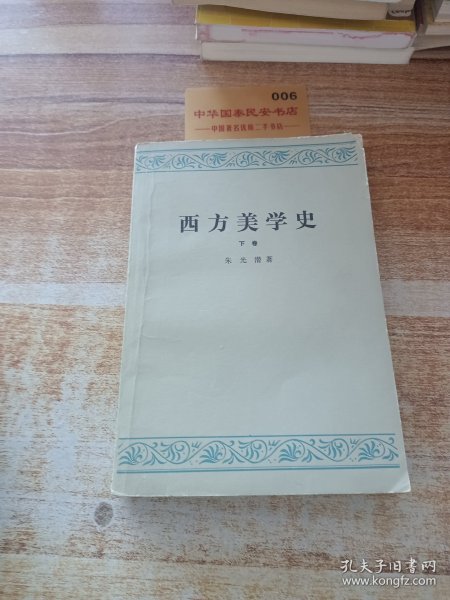 006
中华国泰民安书店
——中国著名优质二手书店——
西方美学史
下卷
朱光潜著
孔夫子旧书网
www.kongfz.com